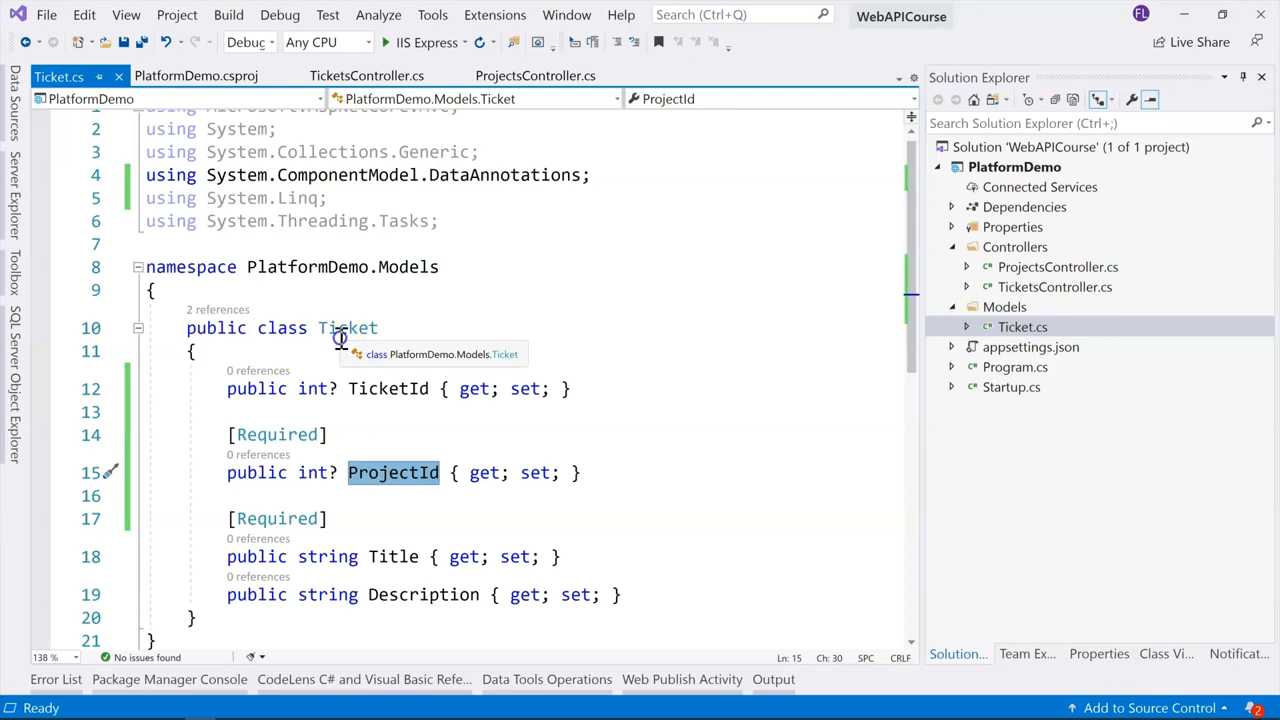 File Edit View Project Build Debug Test Analyze Tools Extensions Window Help Search (Ctrl+Q) WebAPICourse FL
Debug Any CPU IIS Express Live Share
Ticket.cs PlatformDemo.csproj TicketsController.cs ProjectsController.cs
PlatformDemo PlatformDemo.Models.Ticket ProjectId
1 using Microsoft.AspNetCore.Mvc;
2 using System;
3 using System.Collections.Generic;
4 using System.ComponentModel.DataAnnotations;
5 using System.Linq;
6 using System.Threading.Tasks;
7
8 namespace PlatformDemo.Models
9 {
2 references
10 public class Ticket
11 {
class PlatformDemo.Models.Ticket
0 references
12 public int? TicketId { get; set; }
13
14 [Required]
0 references
15 public int? ProjectId { get; set; }
16
17 [Required]
0 references
18 public string Title { get; set; }
0 references
19 public string Description { get; set; }
20 }
21 }
138 % No issues found Ln: 15 Ch: 30 SPC CRLF
Data Sources
Server Explorer
Toolbox
SQL Server Object Explorer
Solution Explorer
Search Solution Explorer (Ctrl+;)
Solution 'WebAPICourse' (1 of 1 project)
PlatformDemo
Connected Services
Dependencies
Properties
Controllers
ProjectsController.cs
TicketsController.cs
Models
Ticket.cs
appsettings.json
Program.cs
Startup.cs
Solution... Team Ex... Properties Class Vi... Notificat...
Error List Package Manager Console CodeLens C# and Visual Basic Refe... Data Tools Operations Web Publish Activity Output
Ready Add to Source Control 2